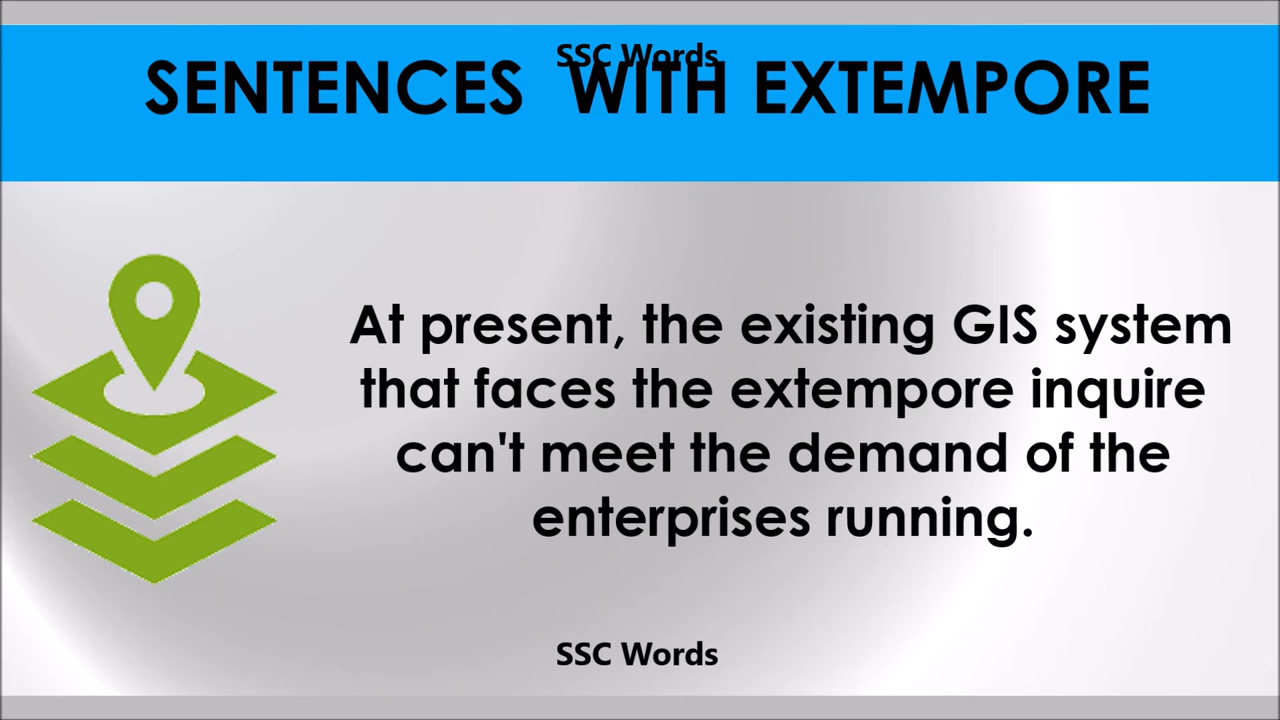 SSC Words
SENTENCES WITH EXTEMPORE
At present, the existing GIS system
that faces the extempore inquire
can't meet the demand of the
enterprises running.
SSC Words